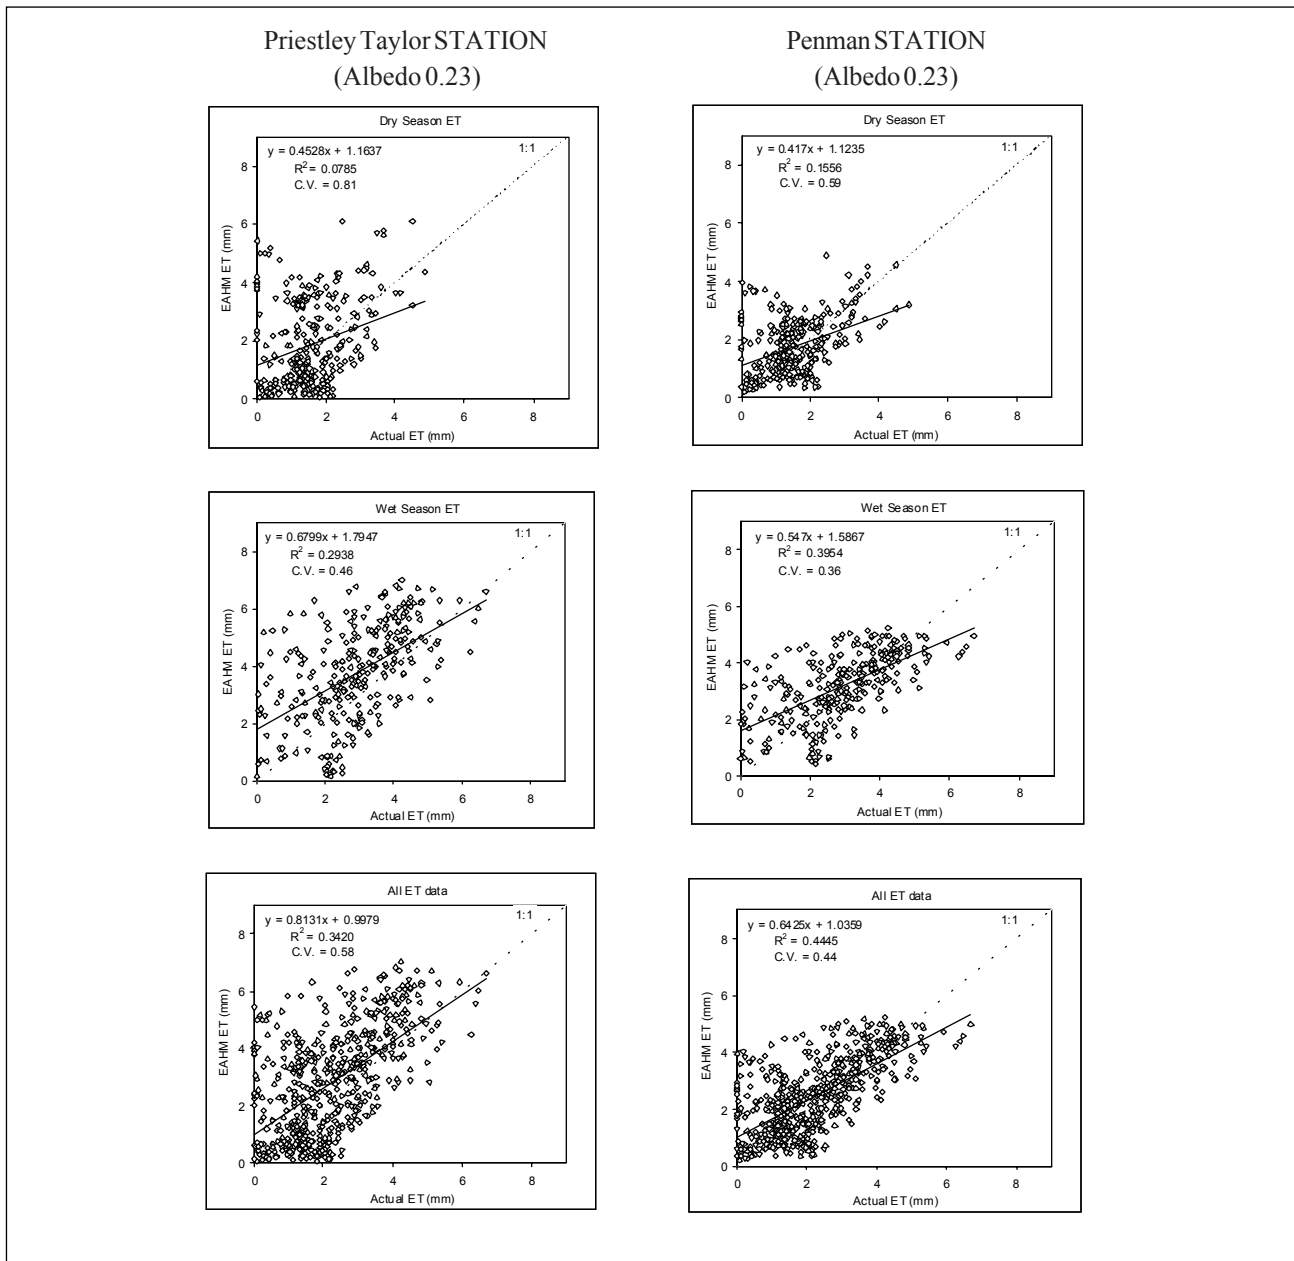 Priestley Taylor STATION
(Albedo 0.23)
Penman STATION
(Albedo 0.23)
Dry Season ET
y = 0.4528x + 1.1637
R² = 0.0785
C.V. = 0.81
1:1
8
6
4
2
0
EAHM ET (mm)
0 2 4 6 8
Actual ET (mm)
Dry Season ET
y = 0.417x + 1.1235
R² = 0.1556
C.V. = 0.59
1:1
8
6
4
2
0
EAHM ET (mm)
0 2 4 6 8
Actual ET (mm)
Wet Season ET
y = 0.6799x + 1.7947
R² = 0.2938
C.V. = 0.46
1:1
8
6
4
2
0
EAHM ET (mm)
0 2 4 6 8
Actual ET (mm)
Wet Season ET
y = 0.547x + 1.5867
R² = 0.3954
C.V. = 0.36
1:1
8
6
4
2
0
EAHM ET (mm)
0 2 4 6 8
Actual ET (mm)
All ET data
y = 0.8131x + 0.9979
R² = 0.3420
C.V. = 0.58
1:1
8
6
4
2
0
EAHM ET (mm)
0 2 4 6 8
Actual ET (mm)
All ET data
y = 0.6425x + 1.0359
R² = 0.4445
C.V. = 0.44
1:1
8
6
4
2
0
EAHM ET (mm)
0 2 4 6 8
Actual ET (mm)